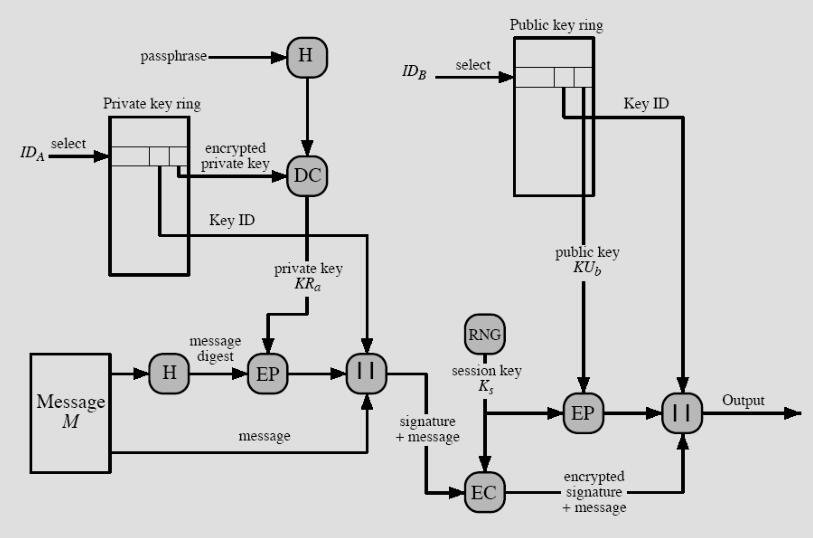 Public key ring
passphrase
H
ID_B
select
Private key ring
Key ID
ID_A
select
encrypted
private key
DC
Key ID
public key
KU_b
private key
KR_a
RNG
message
digest
session key
K_s
H
EP
||
Message
M
EP
||
Output
signature
+ message
message
EC
encrypted
signature
+ message